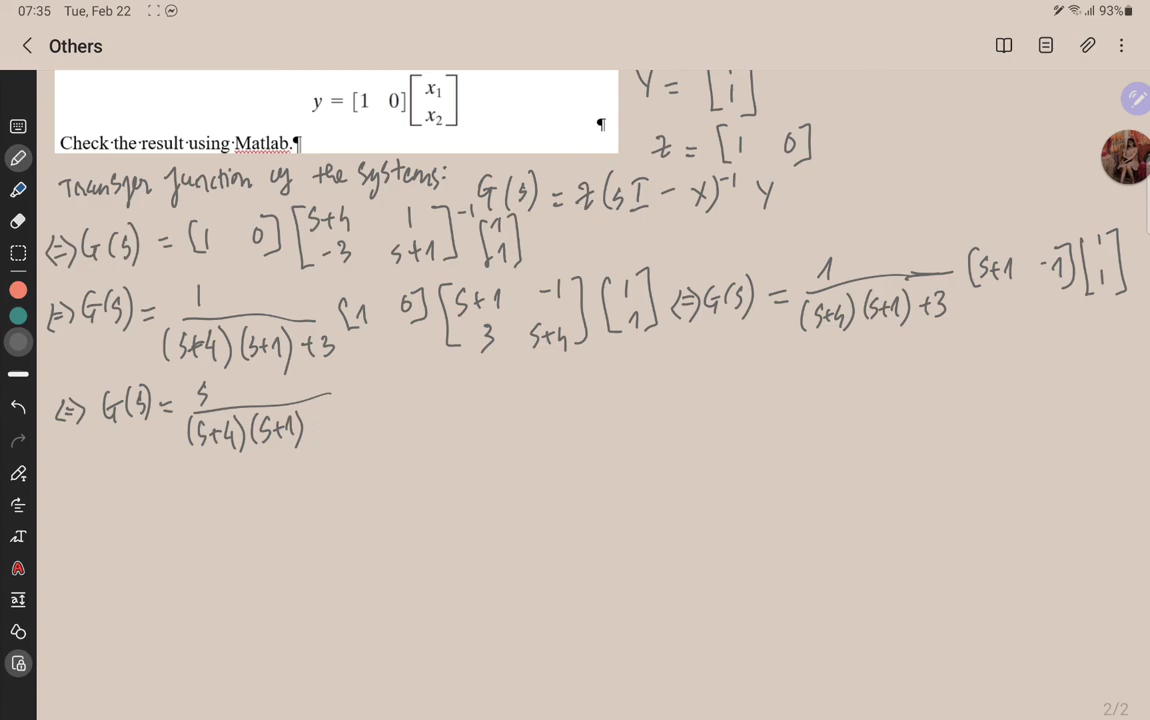 07:35 Tue, Feb 22 93%
Others
y = [1 0] [x1 x2]
¶
Check·the·result·using·Matlab.¶
Y = [1 1]
Z = [1 0]
Transfer function of the systems: G(s) = Z(sI - X)^-1 Y
<=> G(s) = [1 0] [s+4 1 -3 s+1]^-1 [1 1]
<=> G(s) = 1/((s+4)(s+1)+3) [1 0] [s+1 -1 3 s+4] [1 1] <=> G(s) = 1/((s+4)(s+1)+3) [s+1 -1] [1 1]
<=> G(s) = s/((s+4)(s+1)
2/2